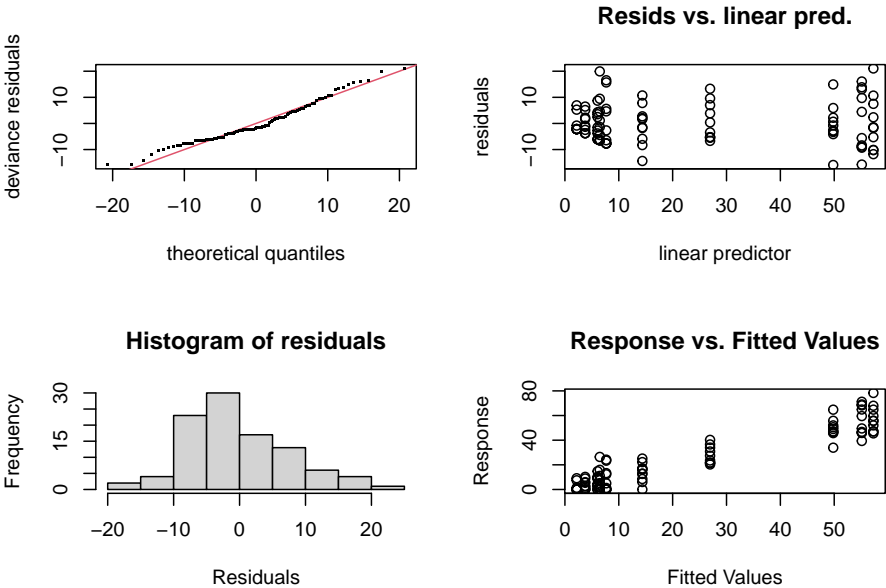 deviance residuals
10
−10
−20
−10
0
10
20
theoretical quantiles
Resids vs. linear pred.
residuals
10
−10
0
10
20
30
40
50
linear predictor
Histogram of residuals
Frequency
30
15
0
−20
−10
0
10
20
Residuals
Response vs. Fitted Values
Response
80
40
0
0
10
20
30
40
50
Fitted Values